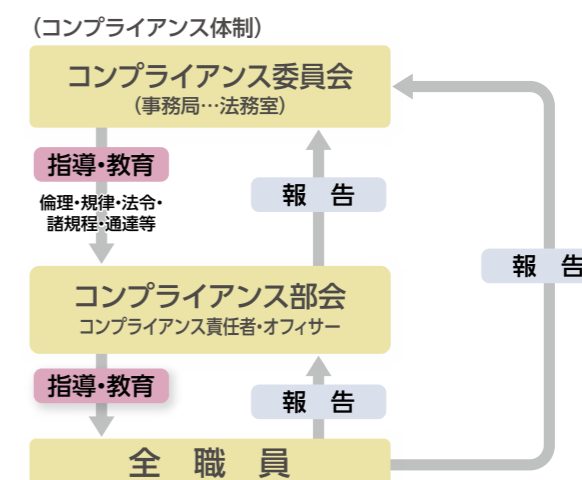 （コンプライアンス体制）
コンプライアンス委員会
（事務局…法務室）
指導・教育
倫理・規律・法令・
諸規程・通達等
報　告
報　告
コンプライアンス部会
コンプライアンス責任者・オフィサー
指導・教育
報　告
全　職　員